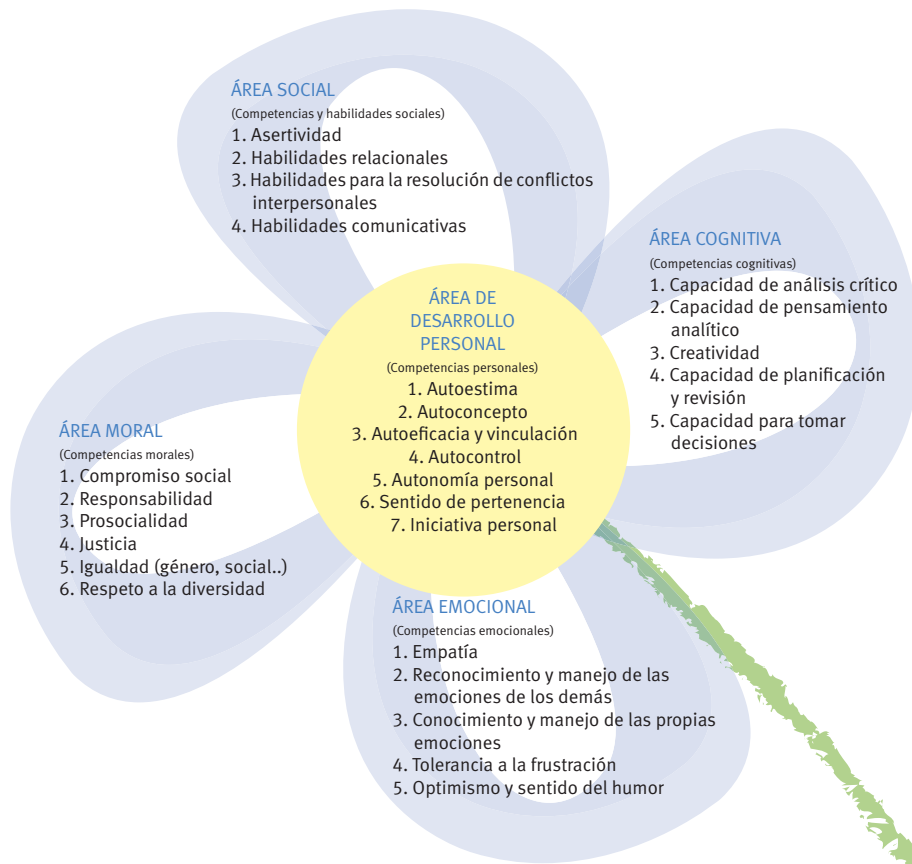 ÁREA SOCIAL
(Competencias y habilidades sociales)
1. Asertividad
2. Habilidades relacionales
3. Habilidades para la resolución de conflictos
interpersonales
4. Habilidades comunicativas
ÁREA COGNITIVA
(Competencias cognitivas)
1. Capacidad de análisis crítico
2. Capacidad de pensamiento
analítico
3. Creatividad
4. Capacidad de planificación
y revisión
5. Capacidad para tomar
decisiones
ÁREA DE
DESARROLLO
PERSONAL
(Competencias personales)
1. Autoestima
2. Autoconcepto
3. Autoeficacia y vinculación
4. Autocontrol
5. Autonomía personal
6. Sentido de pertenencia
7. Iniciativa personal
ÁREA MORAL
(Competencias morales)
1. Compromiso social
2. Responsabilidad
3. Prosocialidad
4. Justicia
5. Igualdad (género, social..)
6. Respeto a la diversidad
ÁREA EMOCIONAL
(Competencias emocionales)
1. Empatía
2. Reconocimiento y manejo de las
emociones de los demás
3. Conocimiento y manejo de las propias
emociones
4. Tolerancia a la frustración
5. Optimismo y sentido del humor